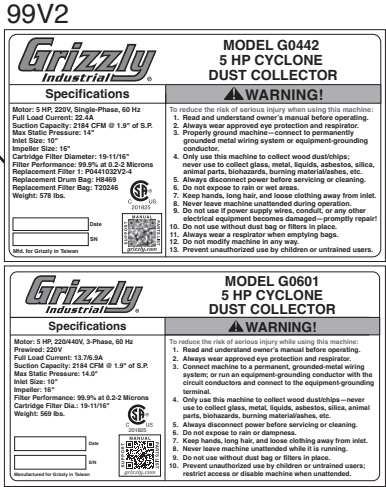 99V2
Grizzly
Industrial®
MODEL G0442
5 HP CYCLONE
DUST COLLECTOR
Specifications
WARNING!
Motor: 5 HP, 220V, Single-Phase, 60 Hz
Full Load Current: 22.4A
Suction Capacity: 2184 CFM @ 1.9" of S.P.
Max Static Pressure: 14"
Inlet Size: 10"
Impeller Size: 16"
Cartridge Filter Diameter: 19-11/16"
Filter Performance: 99.9% at 0.2-2 Microns
Replacement Filter 1: P0441032V2-4
Replacement Drum Bag: H8469
Replacement Filter Bag: T20246
Weight: 578 lbs.
Date
SN
Mfd. for Grizzly in Taiwan
C US
201825
MANUAL
SUPPORT
PARTS LIST
grizzly.com
To reduce the risk of serious injury when using this machine:
1. Read and understand owner's manual before operating.
2. Always wear approved eye protection and respirator.
3. Properly ground machine—connect to permanently
grounded metal wiring system or equipment-grounding
conductor.
4. Only use this machine to collect wood dust/chips;
never use to collect glass, metal, liquids, asbestos, silica,
animal parts, biohazards, burning material/ashes, etc.
5. Always disconnect power before servicing or cleaning.
6. Do not expose to rain or wet areas.
7. Keep hands, long hair, and loose clothing away from inlet.
8. Never leave machine unattended during operation.
9. Do not use if power supply wires, conduit, or any other
electrical equipment becomes damaged—promptly repair!
10. Do not use without dust bag or filters in place.
11. Always wear a respirator when emptying bags.
12. Do not modify machine in any way.
13. Prevent unauthorized use by children or untrained users.
Grizzly
Industrial®
MODEL G0601
5 HP CYCLONE
DUST COLLECTOR
Specifications
WARNING!
Motor: 5 HP, 220/440V, 3-Phase, 60 Hz
Prewired: 220V
Full Load Current: 13.7/6.9A
Suction Capacity: 2184 CFM @ 1.9" of S.P.
Max Static Pressure: 14.0"
Inlet Size: 10"
Impeller: 16"
Filter Performance: 99.9% at 0.2-2 Microns
Cartridge Filter Dia.: 19-11/16"
Weight: 569 lbs.
Date
S/N
Manufactured for Grizzly in Taiwan
C US
201825
MANUAL
SUPPORT
PARTS LIST
grizzly.com
To reduce risk of serious injury while using this machine:
1. Read and understand owner's manual before operating.
2. Always wear approved eye protection and respirator.
3. Connect machine to a permanent, grounded-metal wiring
system; or run an equipment-grounding conductor with the
circuit conductors and connect to the equipment-grounding
terminal.
4. Only use this machine to collect wood dust/chips—never
use to collect glass, metal, liquids, asbestos, silica, animal
parts, biohazards, burning material/ashes, etc.
5. Always disconnect power before servicing or cleaning.
6. Do not expose to rain or dampness.
7. Keep hands, long hair, and loose clothing away from inlet.
8. Never leave machine unattended while it is running.
9. Do not use without dust bag or filters in place.
10. Prevent unauthorized use by children or untrained users;
restrict access or disable machine when unattended.